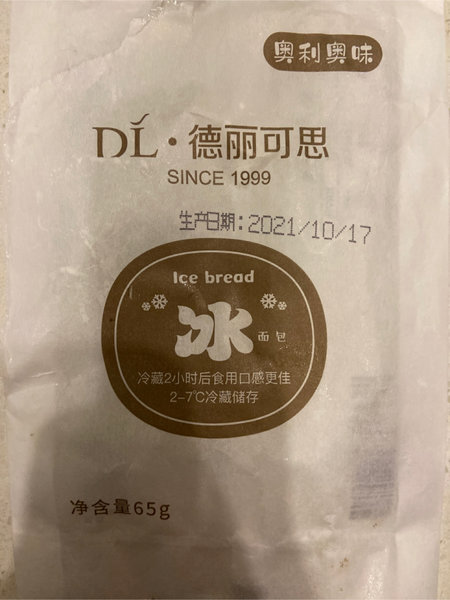 奥利奥味
DL·德丽可思
SINCE 1999
生产日期：2021/10/17
Ice bread
冰 面包
冷藏2小时后食用口感更佳
2-7℃冷藏储存
净含量65g